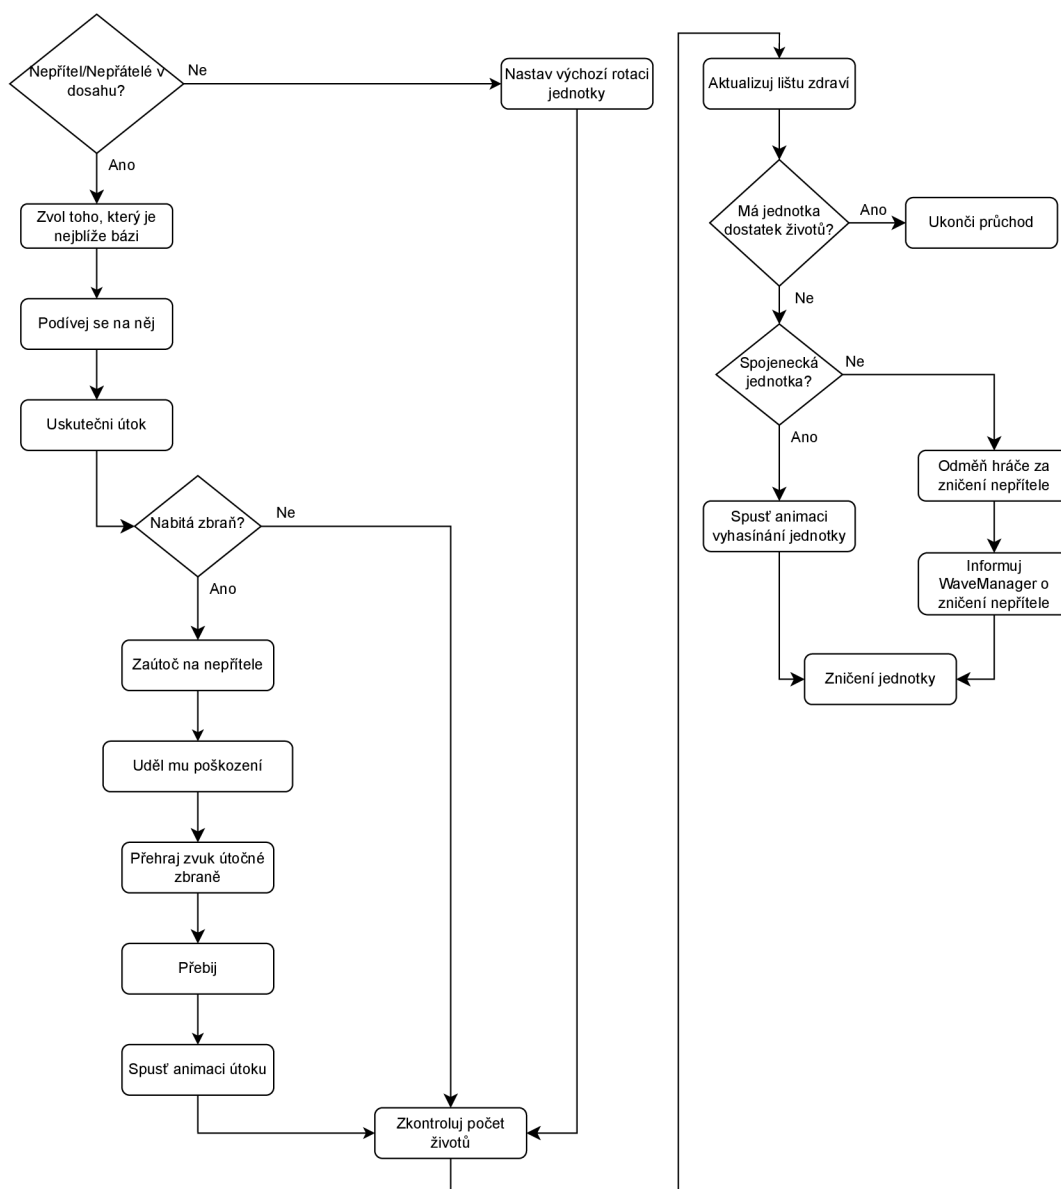 Nepřítel/Nepřátelé v
dosahu?
Ne
Nastav výchozí rotaci
jednotky
Ano
Zvol toho, který je
nejblíže bázi
Podívej se na něj
Uskutečni útok
Nabitá zbraň?
Ne
Ano
Zaútoč na nepřítele
Uděl mu poškození
Přehraj zvuk útočné
zbraně
Přebij
Spusť animaci útoku
Zkontroluj počet
životů
Aktualizuj lištu zdraví
Má jednotka
dostatek životů?
Ano
Ukonči průchod
Ne
Spojenecká
jednotka?
Ne
Ano
Odměň hráče za
zničení nepřítele
Spusť animaci
vyhasínání jednotky
Informuj
WaveManager o
zničení nepřítele
Zničení jednotky